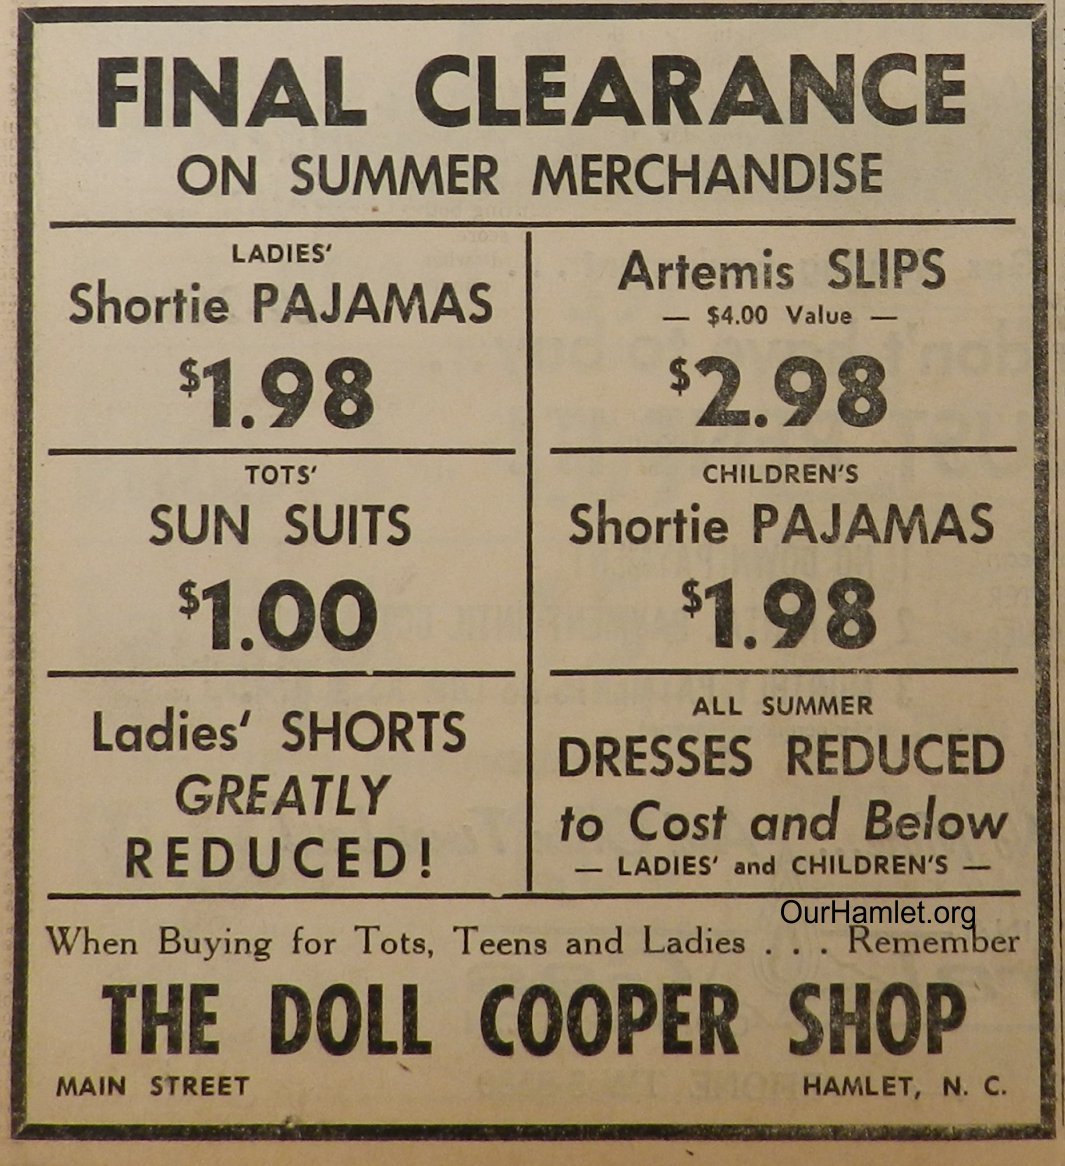 FINAL CLEARANCE
ON SUMMER MERCHANDISE
LADIES'
Shortie PAJAMAS
$1.98
Artemis SLIPS
— $4.00 Value —
$2.98
TOTS'
SUN SUITS
$1.00
CHILDREN'S
Shortie PAJAMAS
$1.98
Ladies' SHORTS
GREATLY
REDUCED!
ALL SUMMER
DRESSES REDUCED
to Cost and Below
— LADIES' and CHILDREN'S —
OurHamlet.org
When Buying for Tots, Teens and Ladies . . . Remember
THE DOLL COOPER SHOP
MAIN STREET HAMLET, N. C.